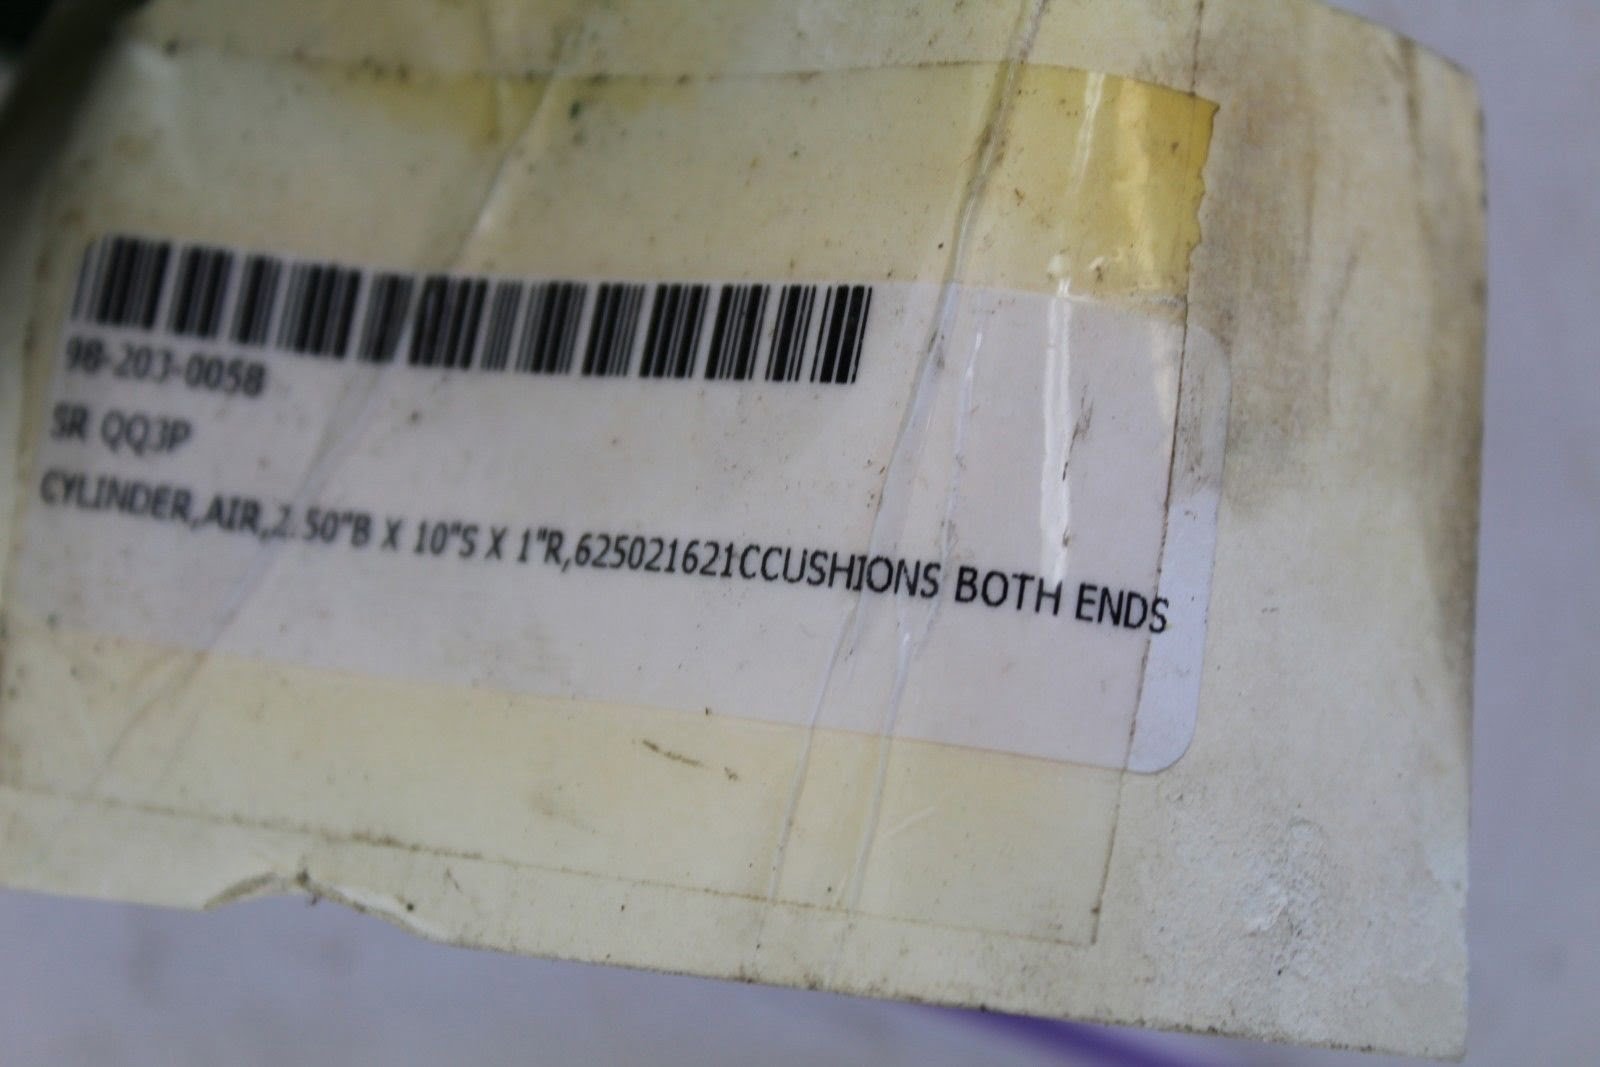 98-203-0058
SR QQ3P
CYLINDER,AIR,2.50"B X 10"S X 1"R,625021621CCUSHIONS BOTH ENDS